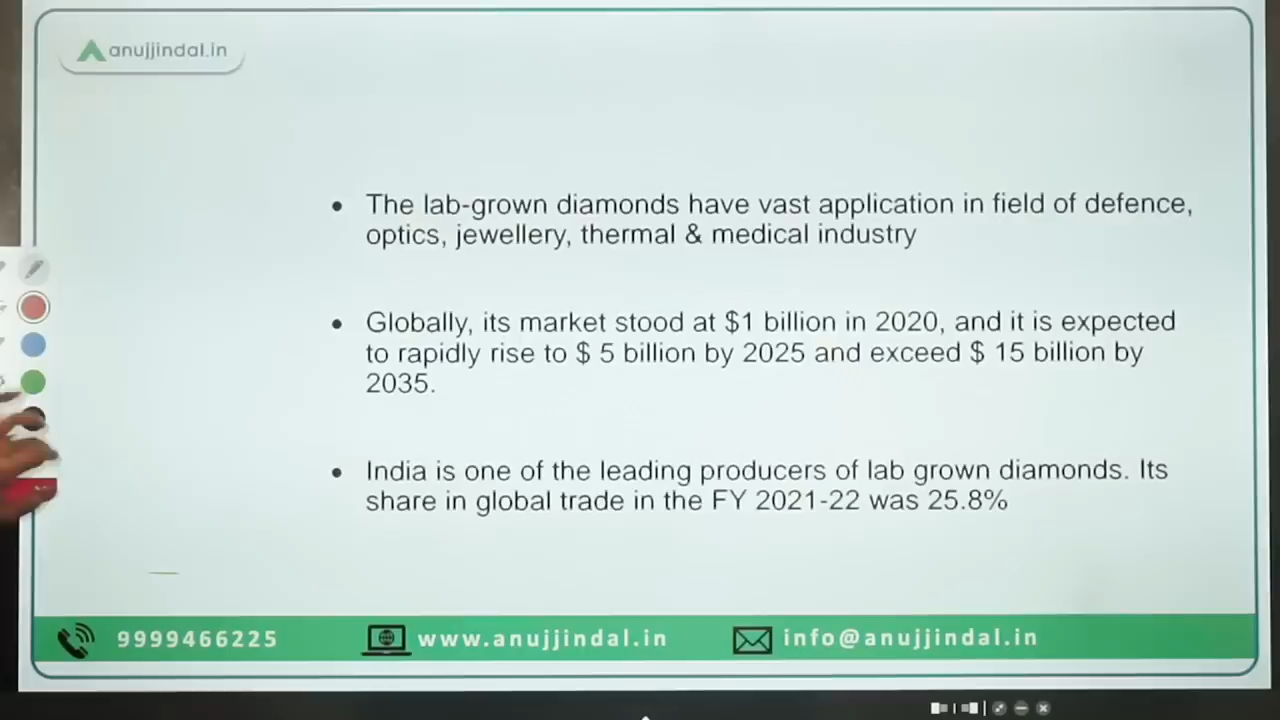 anujjindal.in
• The lab-grown diamonds have vast application in field of defence,
optics, jewellery, thermal & medical industry
• Globally, its market stood at $1 billion in 2020, and it is expected
to rapidly rise to $ 5 billion by 2025 and exceed $ 15 billion by
2035.
• India is one of the leading producers of lab grown diamonds. Its
share in global trade in the FY 2021-22 was 25.8%
9999466225 www.anujjindal.in info@anujjindal.in